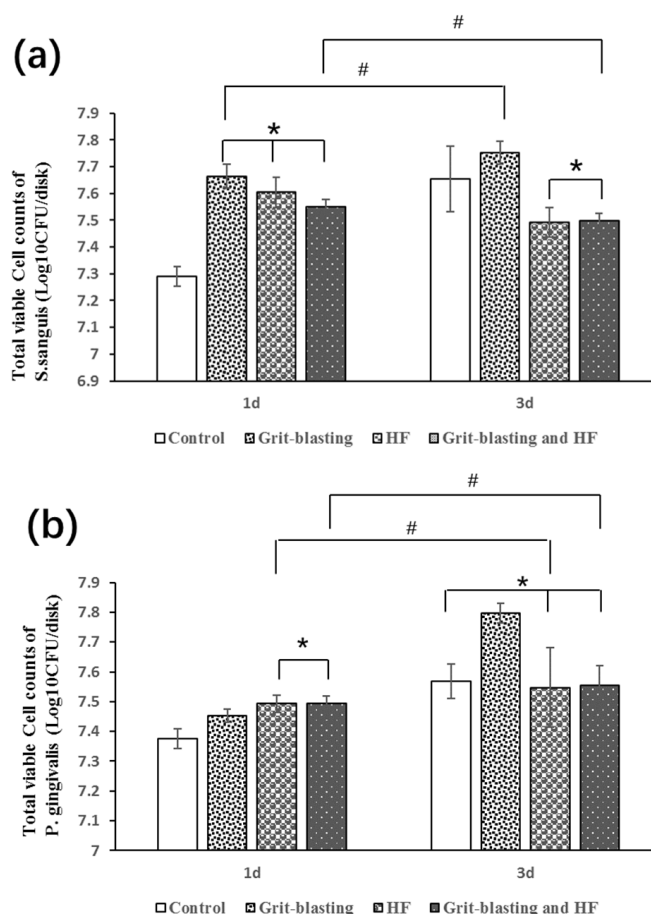 (a)
#
#
Total viable Cell counts of
S.sanguis (Log10CFU/disk)
7.9
7.8
7.7
7.6
7.5
7.4
7.3
7.2
7.1
7
6.9
*
*
1d
3d
Control Grit-blasting HF Grit-blasting and HF
(b)
#
#
Total viable Cell counts of
P. gingivalis (Log10CFU/disk)
7.9
7.8
7.7
7.6
7.5
7.4
7.3
7.2
7.1
7
*
*
1d
3d
Control Grit-blasting HF Grit-blasting and HF